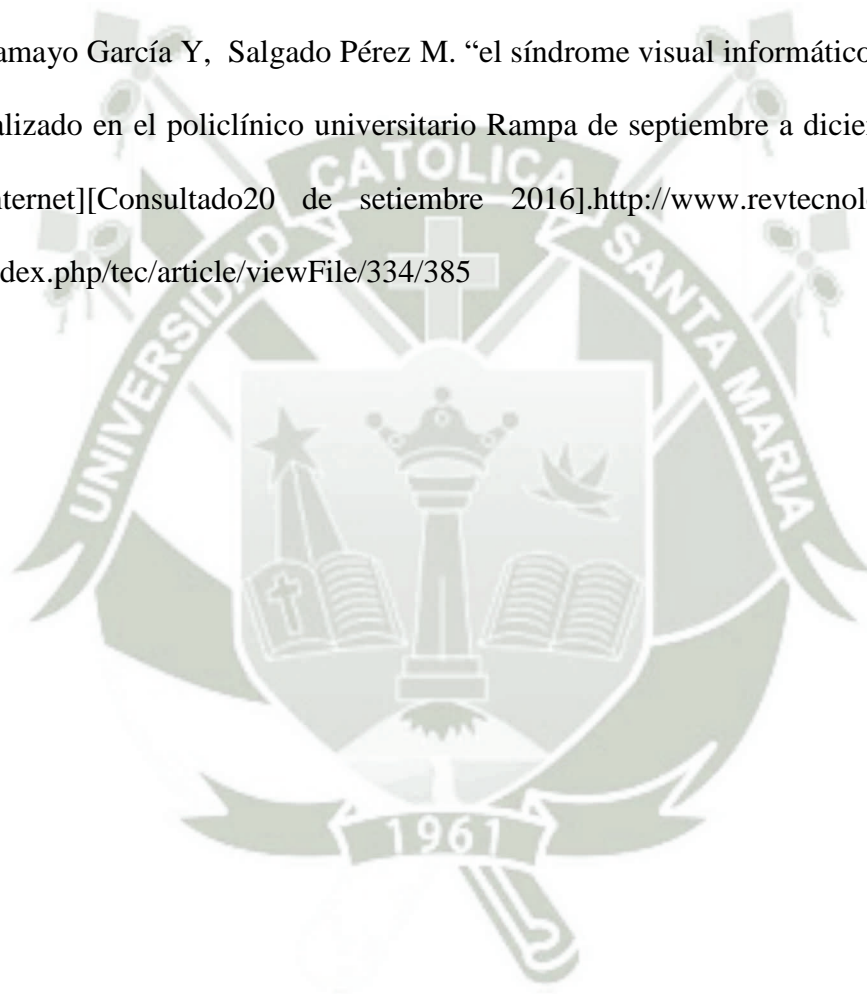 amayo García Y, Salgado Pérez M. “el síndrome visual informático
alizado en el policlínico universitario Rampa de septiembre a dicie
nternet][Consultado20 de setiembre 2016].http://www.revtecnol
dex.php/tec/article/viewFile/334/385
UNIVERSIDAD CATOLICA SANTA MARIA
1961